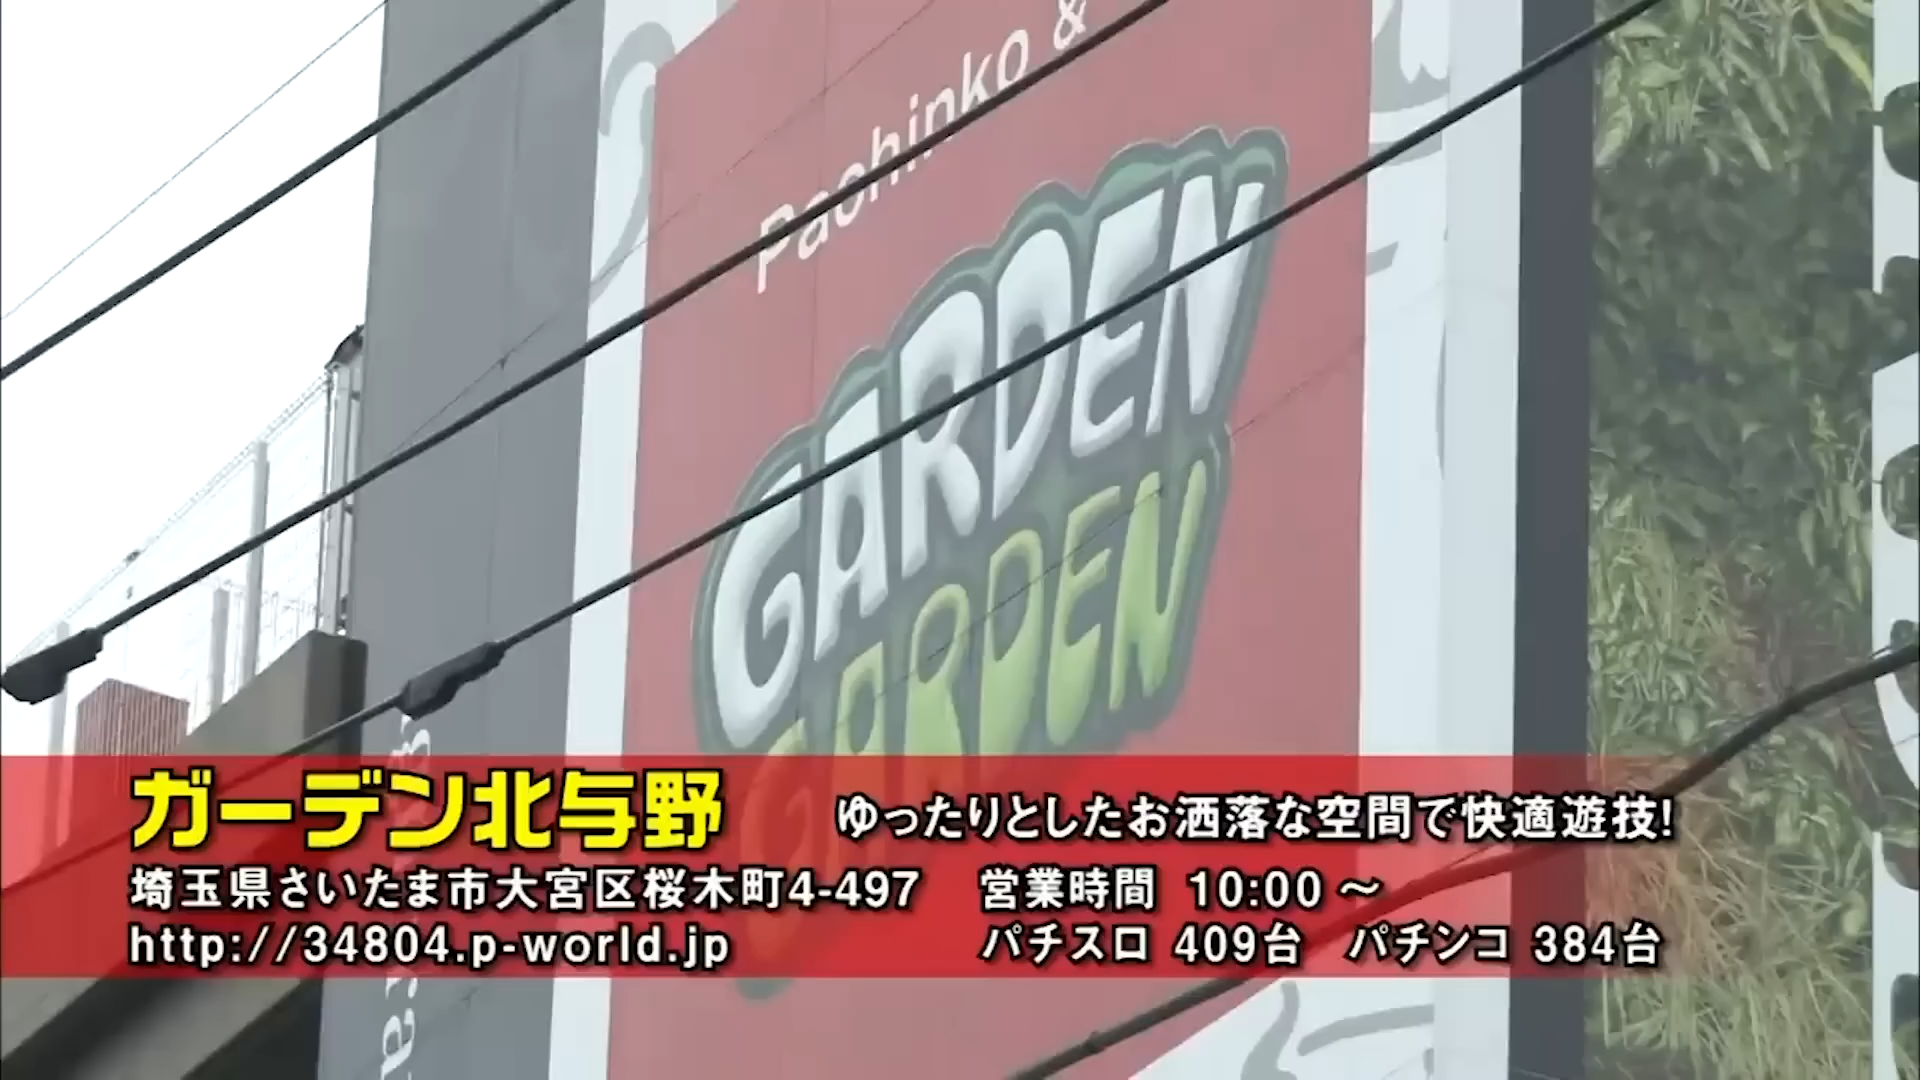 Pachinko &
GARDEN
GARDEN
ガーデン北与野
ゆったりとしたお洒落な空間で快適遊技!
埼玉県さいたま市大宮区桜木町4-497
営業時間 10:00～
http://34804.p-world.jp
パチスロ 409台 パチンコ 384台